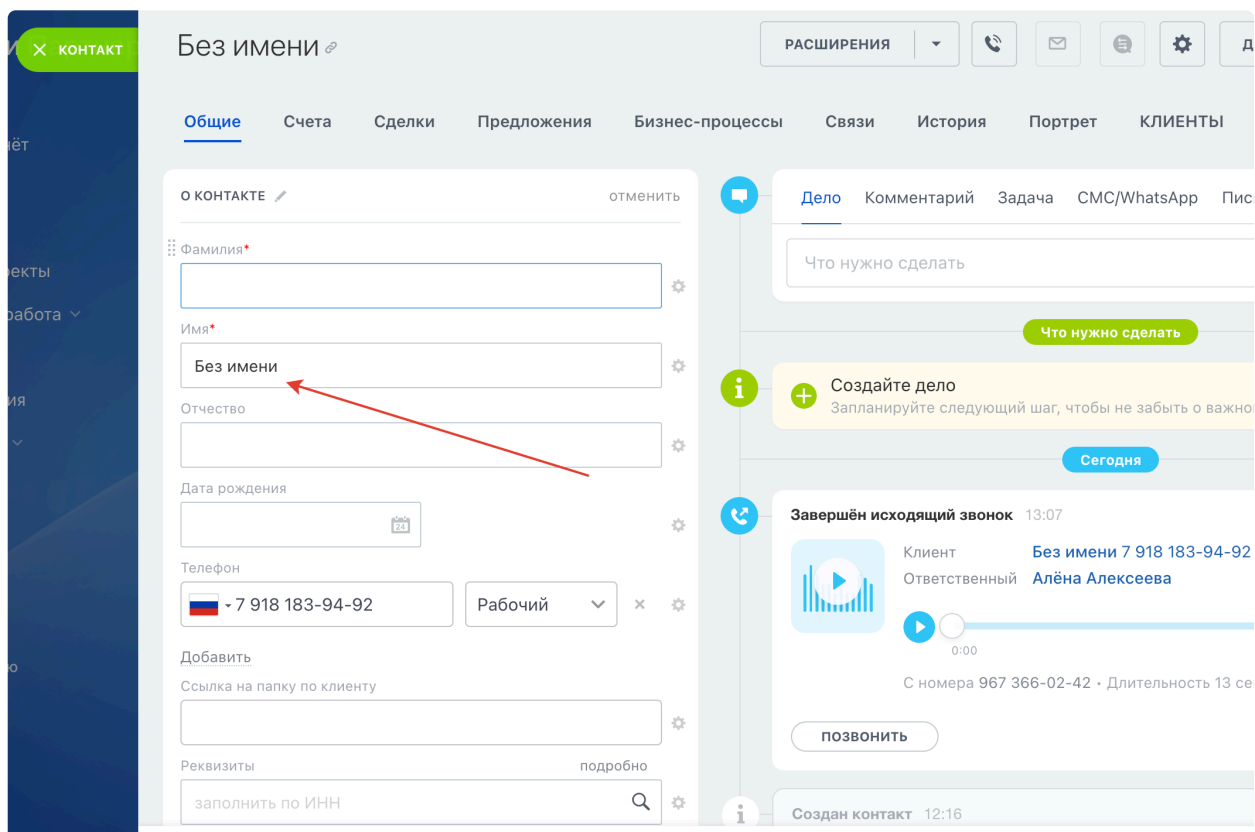 КОНТАКТ
Без имени
РАСШИРЕНИЯ
Общие
Счета
Сделки
Предложения
Бизнес-процессы
Связи
История
Портрет
КЛИЕНТЫ
О КОНТАКТЕ
отменить
Фамилия*
Имя*
Без имени
Отчество
Дата рождения
24
Телефон
7 918 183-94-92
Рабочий
Добавить
Ссылка на папку по клиенту
Реквизиты
подробно
заполнить по ИНН
Дело
Комментарий
Задача
СМС/WhatsApp
Пис
Что нужно сделать
Что нужно сделать
Создайте дело
Запланируйте следующий шаг, чтобы не забыть о важно
Сегодня
Завершён исходящий звонок 13:07
Клиент Без имени 7 918 183-94-92
Ответственный Алёна Алексеева
0:00
С номера 967 366-02-42 • Длительность 13 се
ПОЗВОНИТЬ
Создан контакт 12:16